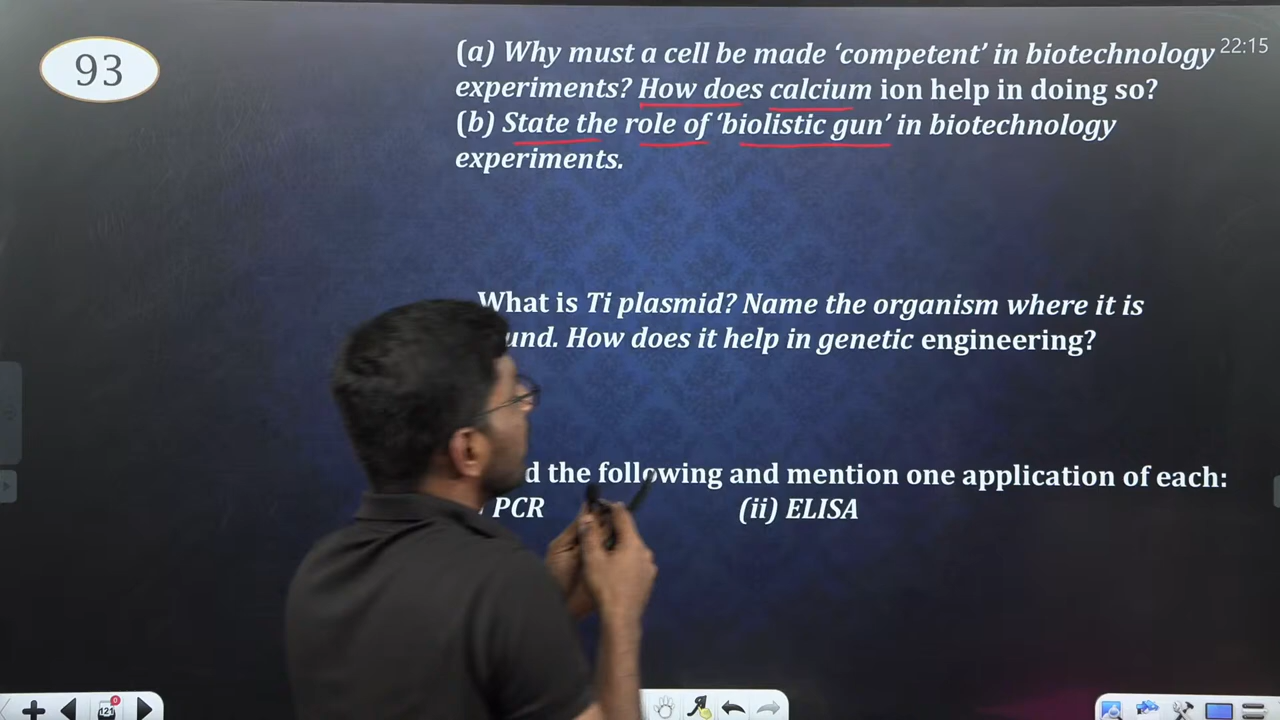 93
22:15
(a) Why must a cell be made ‘competent’ in biotechnology
experiments? How does calcium ion help in doing so?
(b) State the role of ‘biolistic gun’ in biotechnology
experiments.
What is Ti plasmid? Name the organism where it is
und. How does it help in genetic engineering?
d the following and mention one application of each:
PCR (ii) ELISA
121